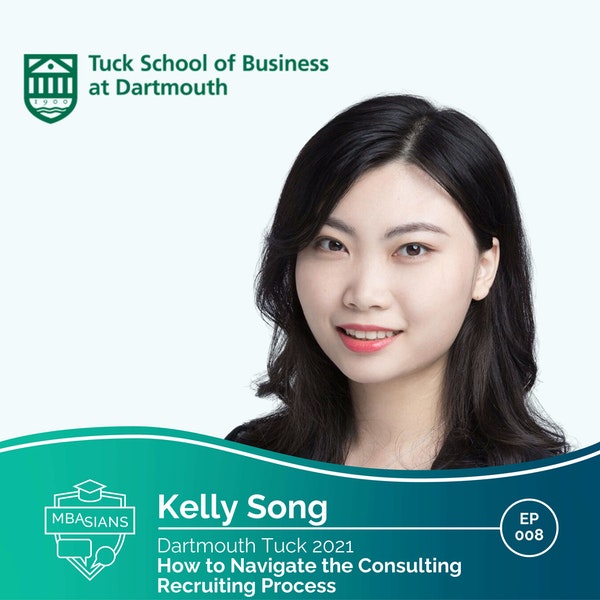 Tuck School of Business
at Dartmouth
1900
MBASIANS
Kelly Song
EP
008
Dartmouth Tuck 2021
How to Navigate the Consulting
Recruiting Process